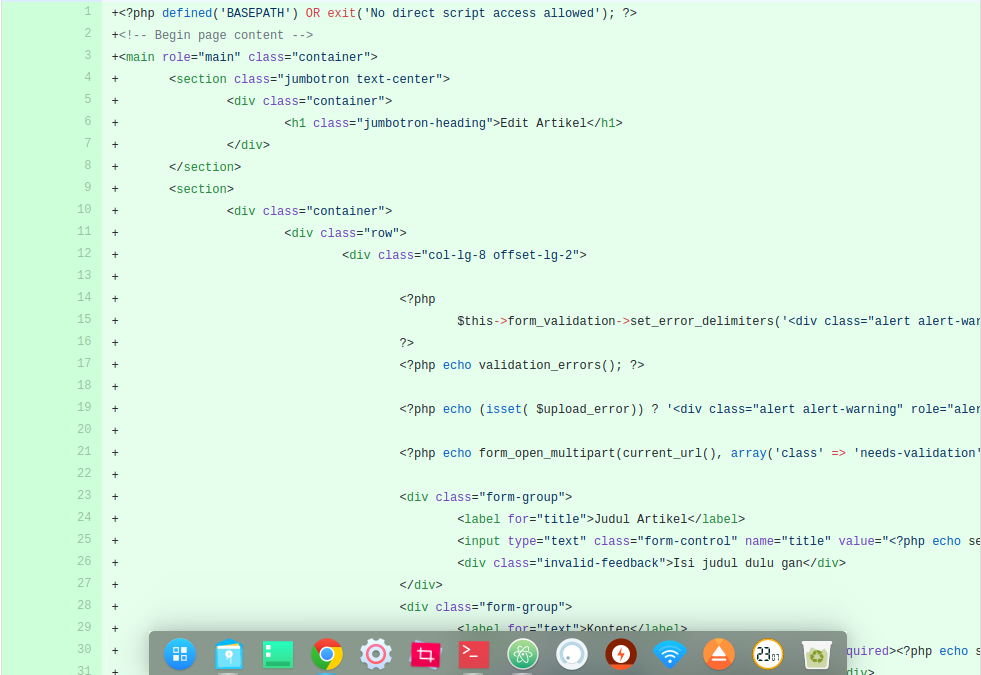 1 +<?php defined('BASEPATH') OR exit('No direct script access allowed'); ?>
2 +<!-- Begin page content -->
3 +<main role="main" class="container">
4 + <section class="jumbotron text-center">
5 + <div class="container">
6 + <h1 class="jumbotron-heading">Edit Artikel</h1>
7 + </div>
8 + </section>
9 + <section>
10 + <div class="container">
11 + <div class="row">
12 + <div class="col-lg-8 offset-lg-2">
13 +
14 + <?php
15 + $this->form_validation->set_error_delimiters('<div class="alert alert-war
16 + ?>
17 + <?php echo validation_errors(); ?>
18 +
19 + <?php echo (isset( $upload_error)) ? '<div class="alert alert-warning" role="aler
20 +
21 + <?php echo form_open_multipart(current_url(), array('class' => 'needs-validation'
22 +
23 + <div class="form-group">
24 + <label for="title">Judul Artikel</label>
25 + <input type="text" class="form-control" name="title" value="<?php echo se
26 + <div class="invalid-feedback">Isi judul dulu gan</div>
27 + </div>
28 + <div class="form-group">
29 + <label for="text">Konten</label>
30 + quired><?php echo s
31 + div>
23:07